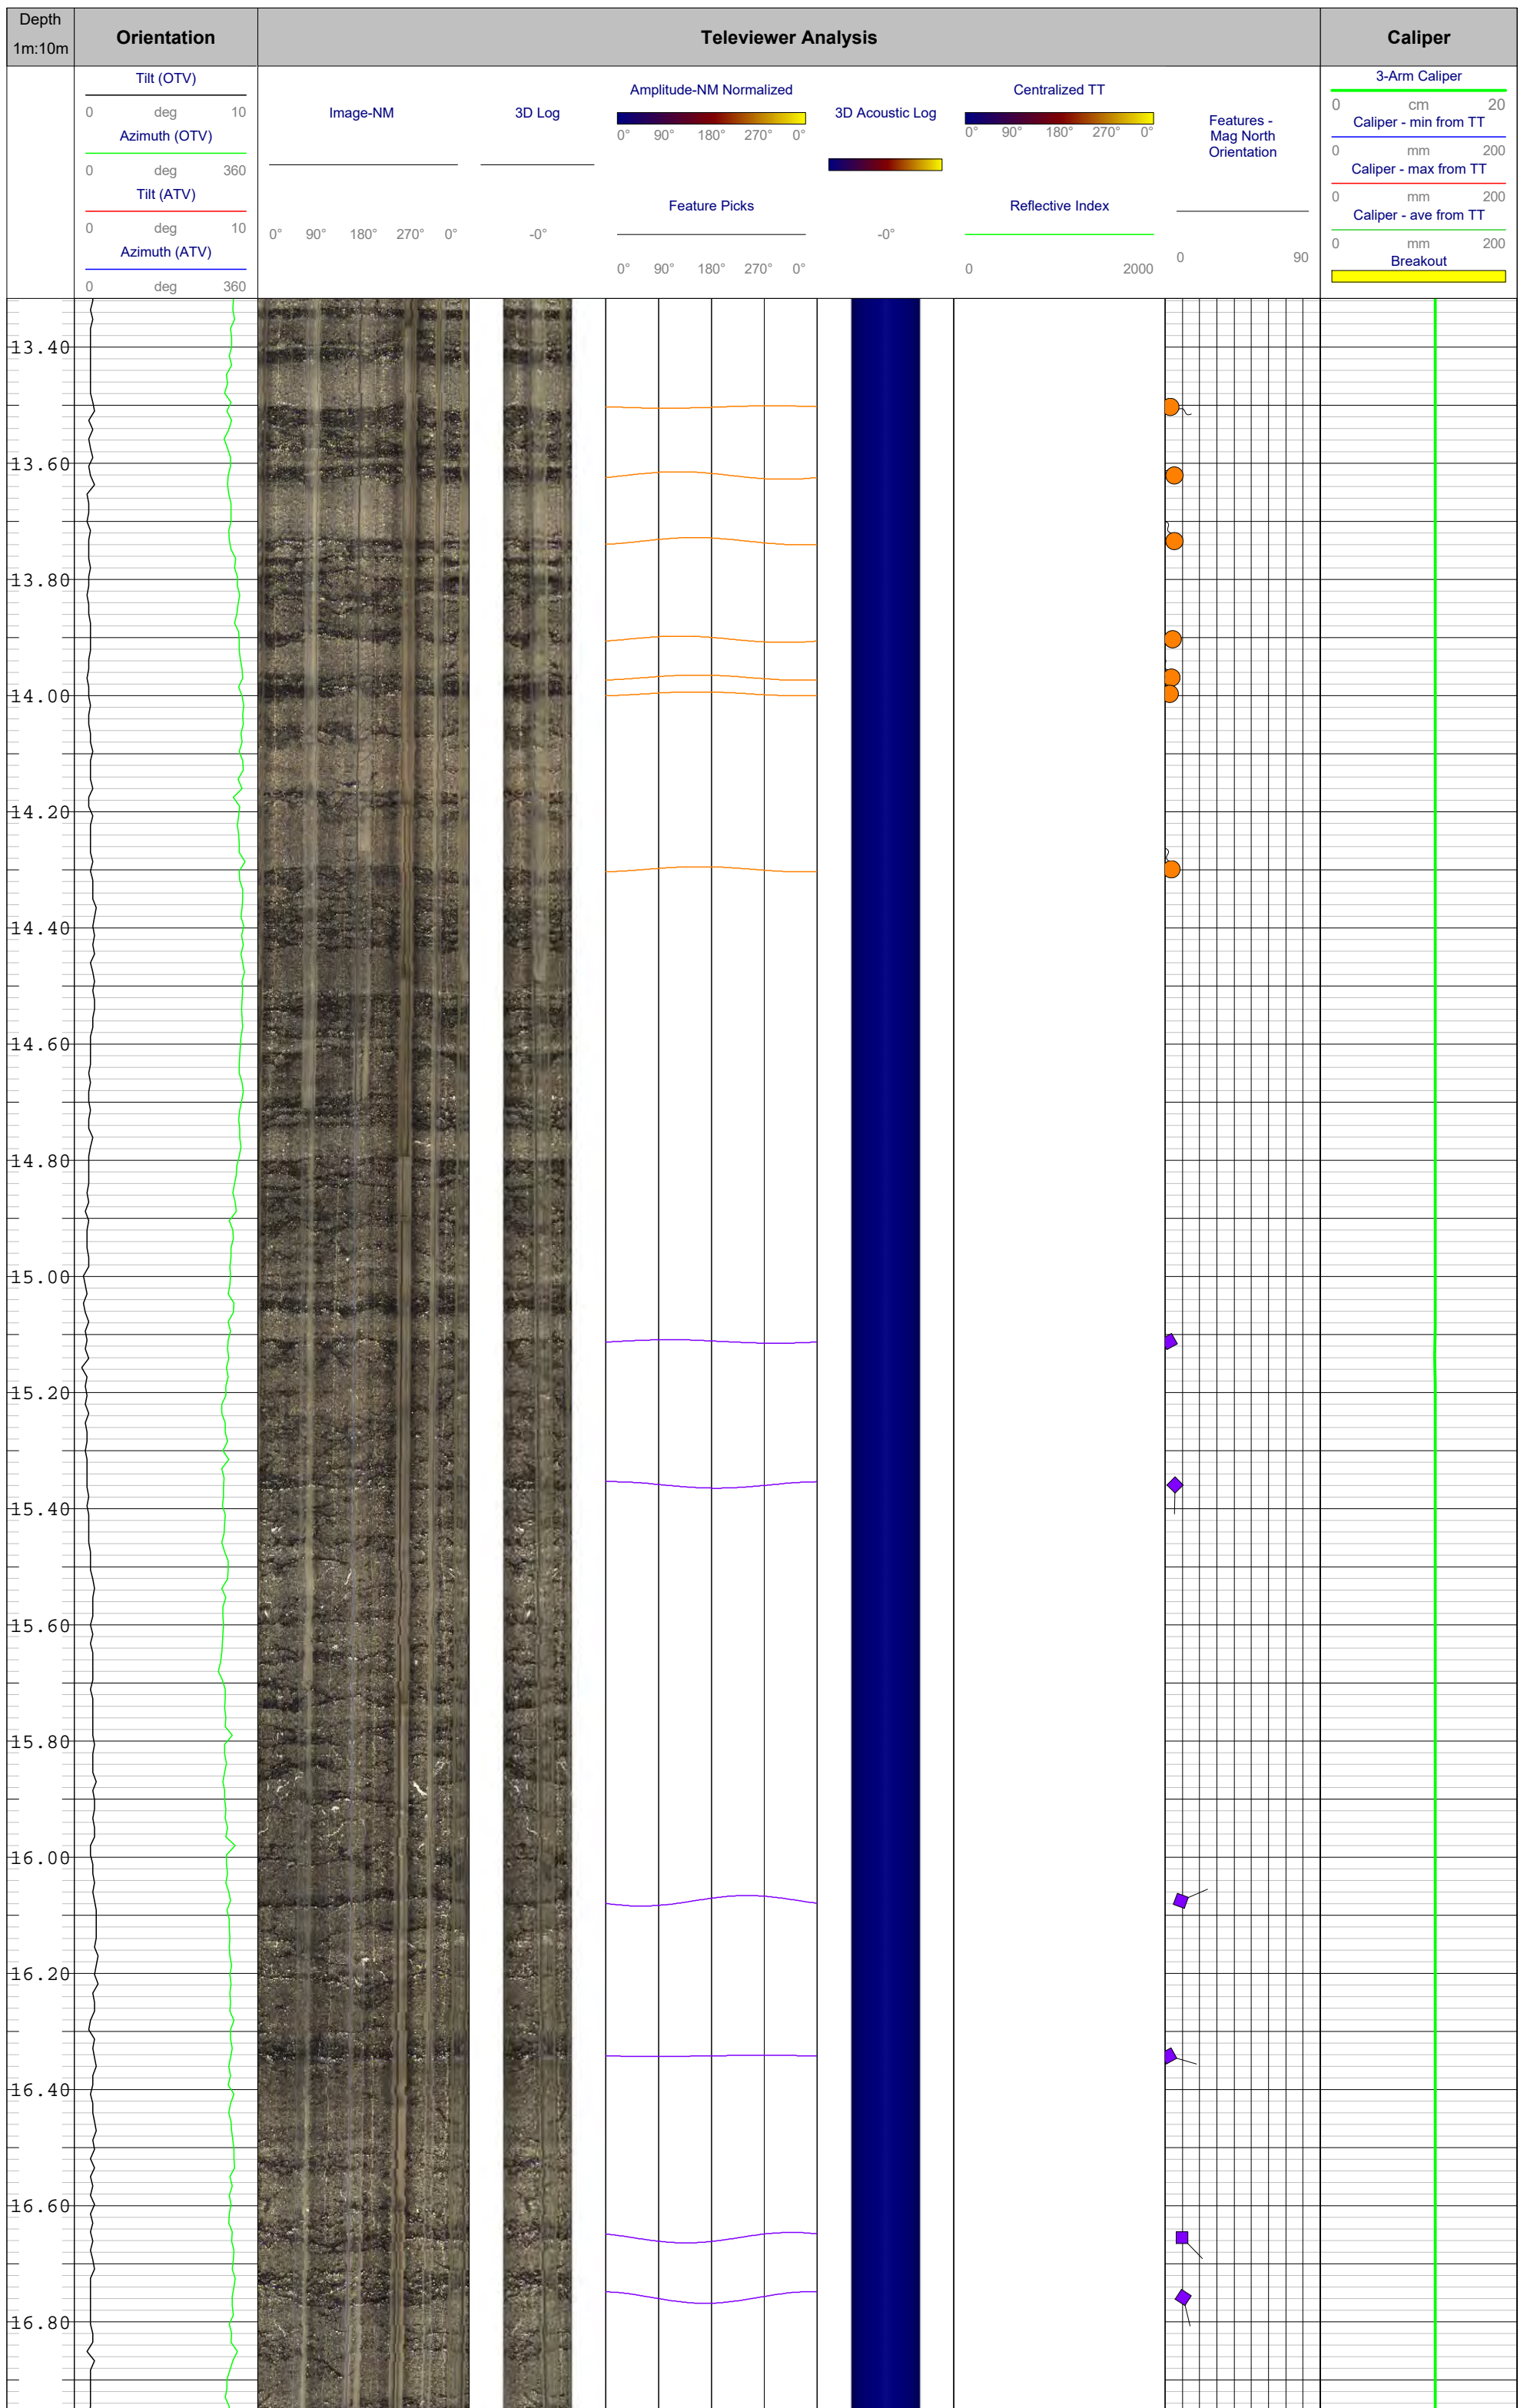 Depth
1m:10m
Orientation
Televiewer Analysis
Caliper
Tilt (OTV)
0 deg 10
Azimuth (OTV)
0 deg 360
Tilt (ATV)
0 deg 10
Azimuth (ATV)
0 deg 360
Image-NM
0° 90° 180° 270° 0°
3D Log
-0°
Amplitude-NM Normalized
0° 90° 180° 270° 0°
Feature Picks
0° 90° 180° 270° 0°
3D Acoustic Log
-0°
Centralized TT
0° 90° 180° 270° 0°
Reflective Index
0 2000
Features -
Mag North
Orientation
0 90
3-Arm Caliper
0 cm 20
Caliper - min from TT
0 mm 200
Caliper - max from TT
0 mm 200
Caliper - ave from TT
0 mm 200
Breakout
13.40
13.60
13.80
14.00
14.20
14.40
14.60
14.80
15.00
15.20
15.40
15.60
15.80
16.00
16.20
16.40
16.60
16.80